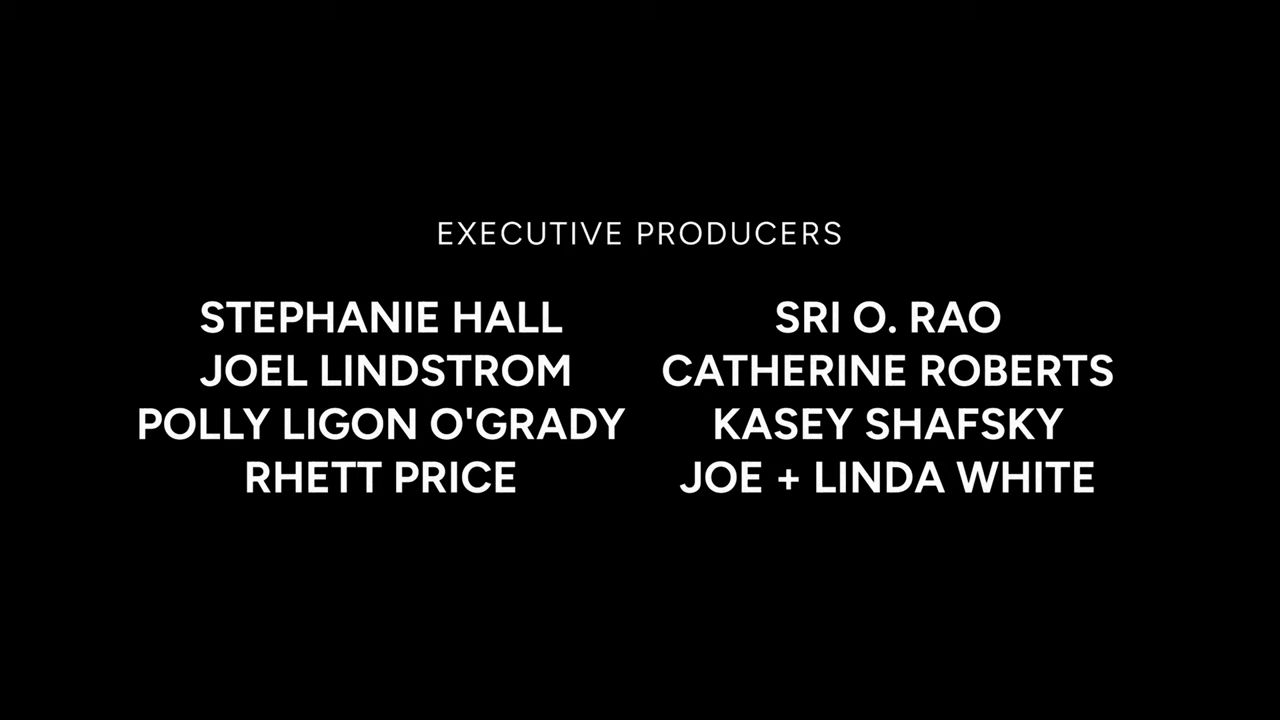 EXECUTIVE PRODUCERS
STEPHANIE HALL
JOEL LINDSTROM
POLLY LIGON O'GRADY
RHETT PRICE
SRI O. RAO
CATHERINE ROBERTS
KASEY SHAFSKY
JOE + LINDA WHITE